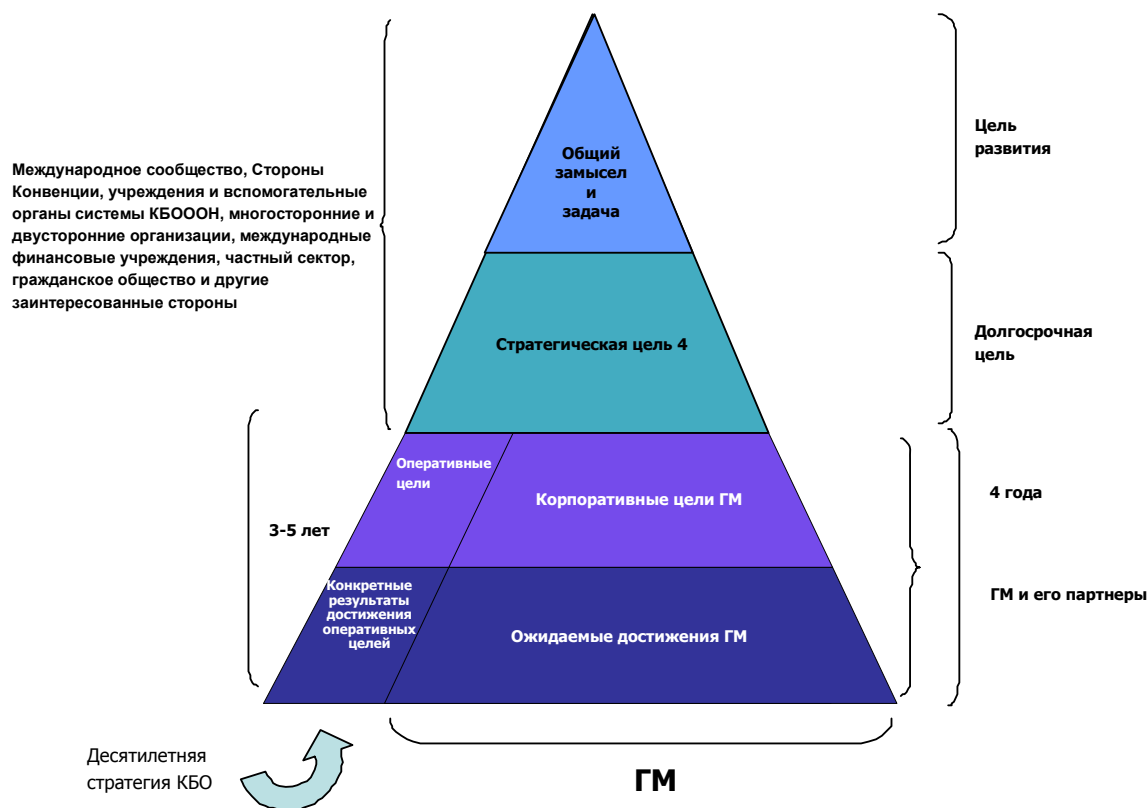 Общий
замысел
и
задача
Цель
развития
Международное сообщество, Стороны
Конвенции, учреждения и вспомогательные
органы системы КБОООН, многосторонние и
двусторонние организации, международные
финансовые учреждения, частный сектор,
гражданское общество и другие
заинтересованные стороны
Стратегическая цель 4
Долгосрочная
цель
Оперативные
цели
Корпоративные цели ГМ
4 года
3-5 лет
Конкретные
результаты
достижения
оперативных
целей
Ожидаемые достижения ГМ
ГМ и его партнеры
Десятилетняя
стратегия КБО
ГМ